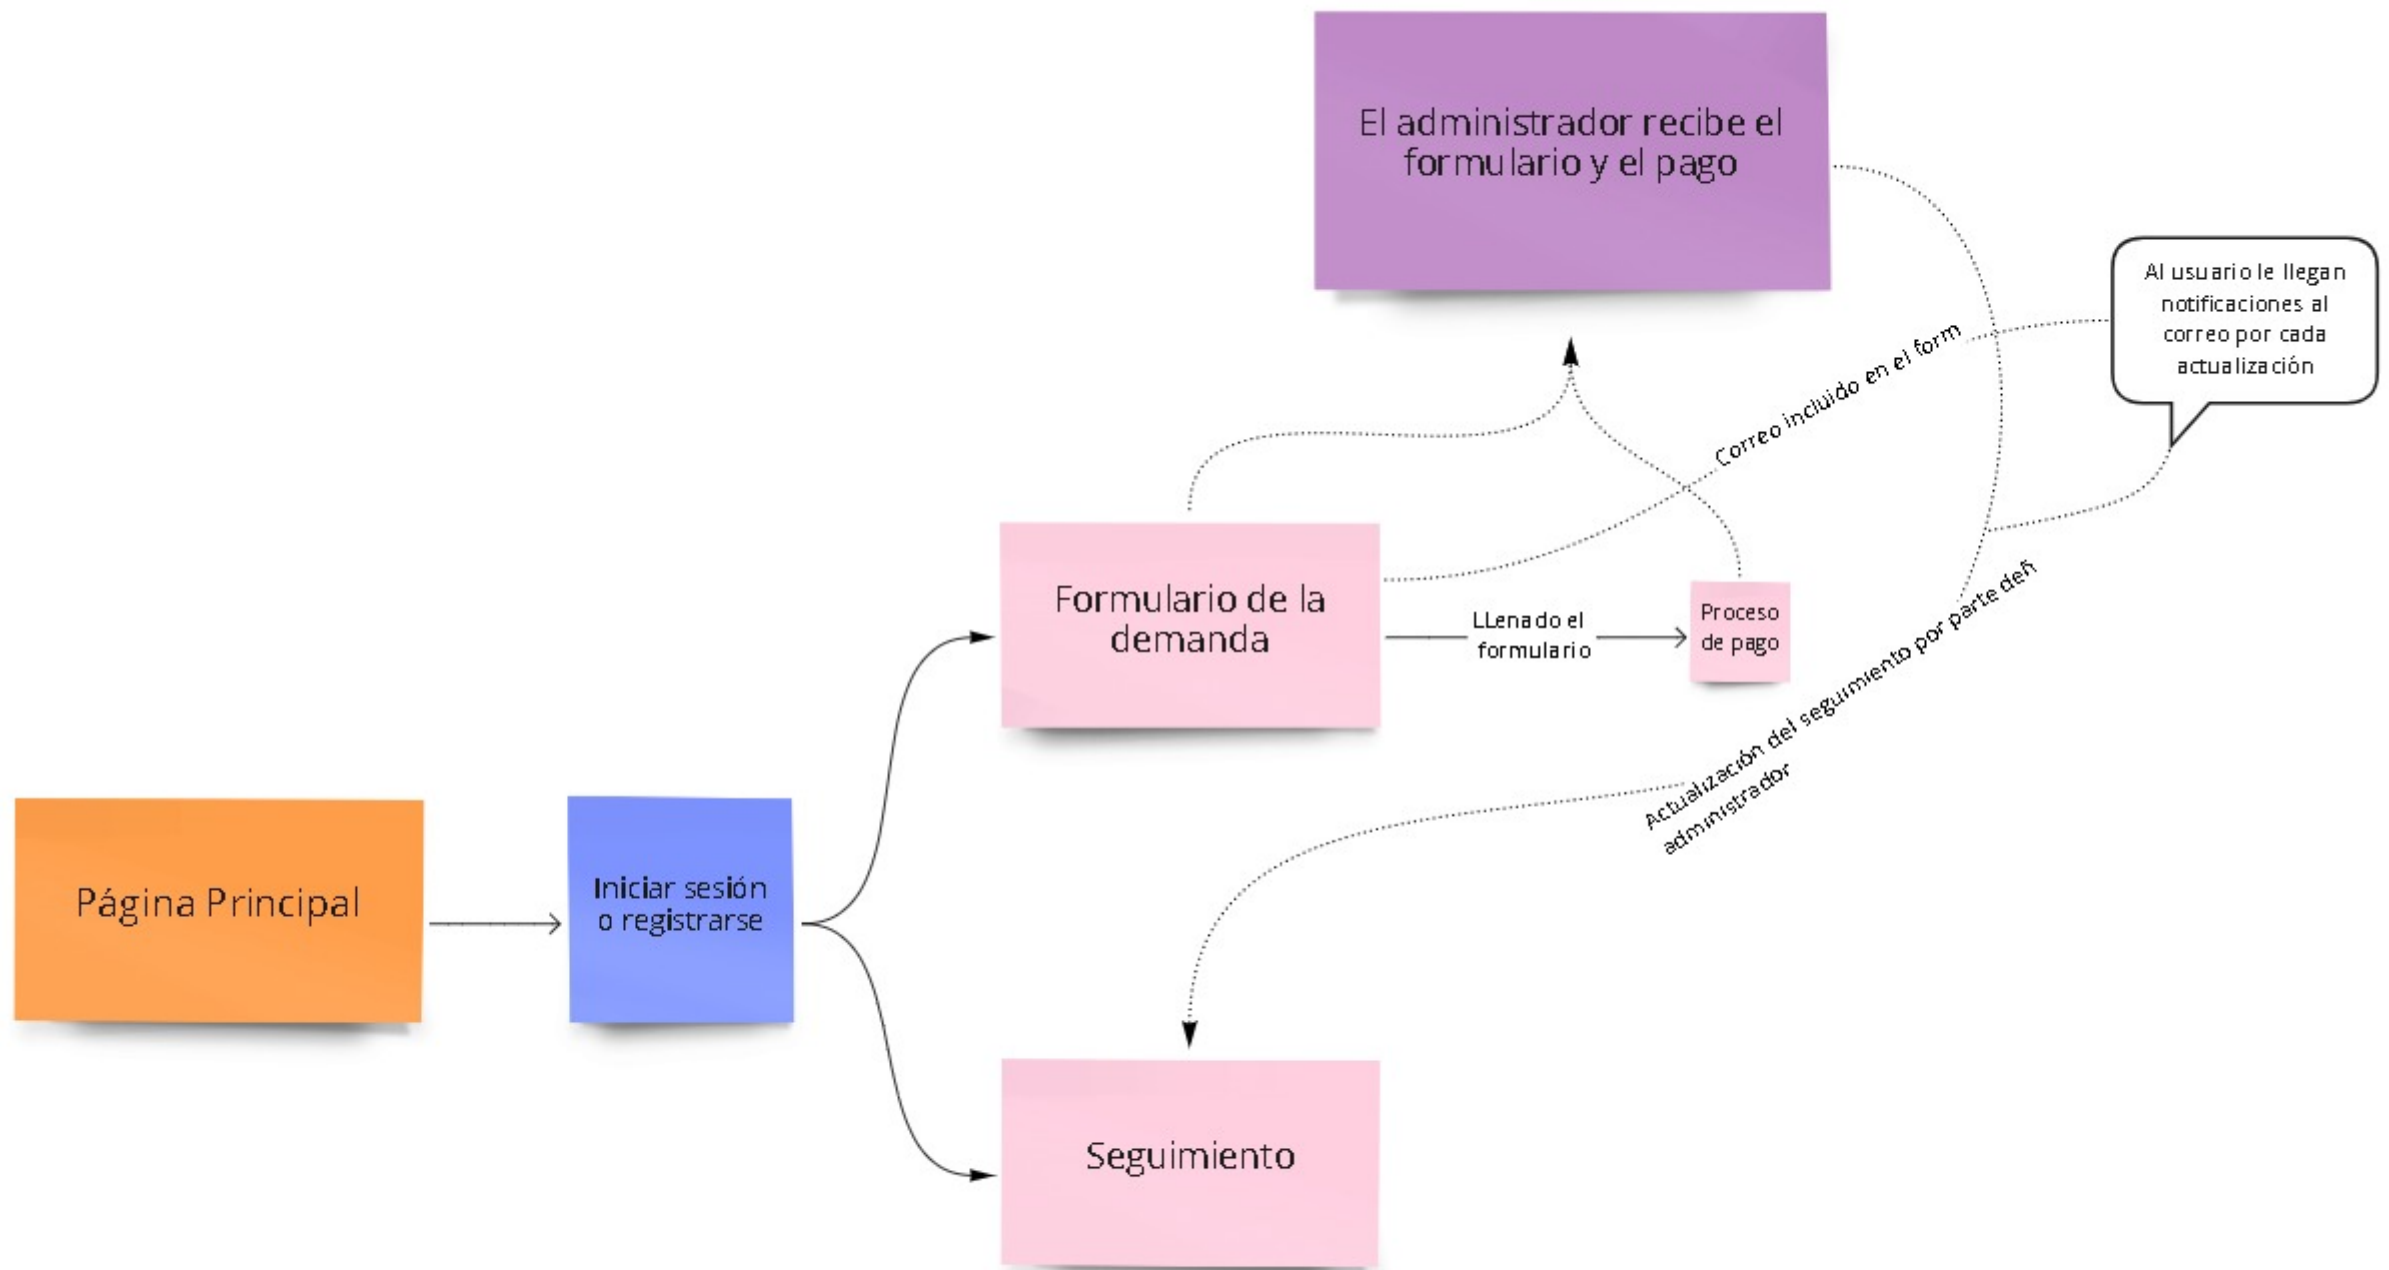 El administrador recibe el
formulario y el pago
Al usuario le llegan
notificaciones al
correo por cada
actualización
Correo incluido en el form
Formulario de la
demanda
LLenado el
formulario
Proceso
de pago
Actualización del seguimiento por parte deñ
administrador
Página Principal
Iniciar sesión
o registrarse
Seguimiento